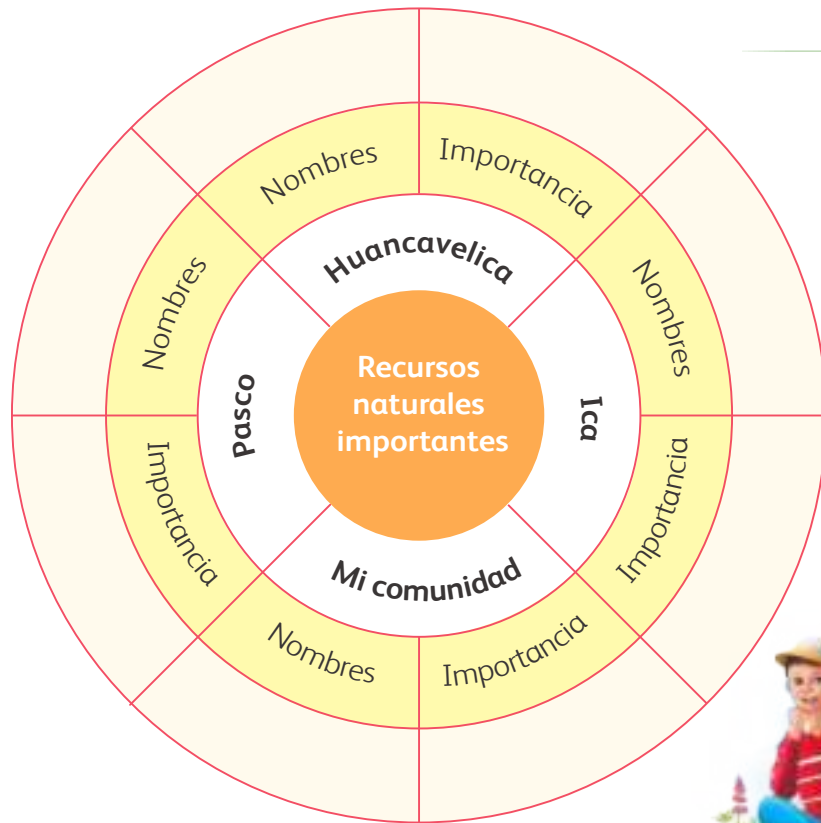 Nombres
Importancia
Huancavelica
Nombres
Nombres
Recursos
naturales
importantes
Pasco
Ica
Importancia
Importancia
Mi comunidad
Nombres
Importancia